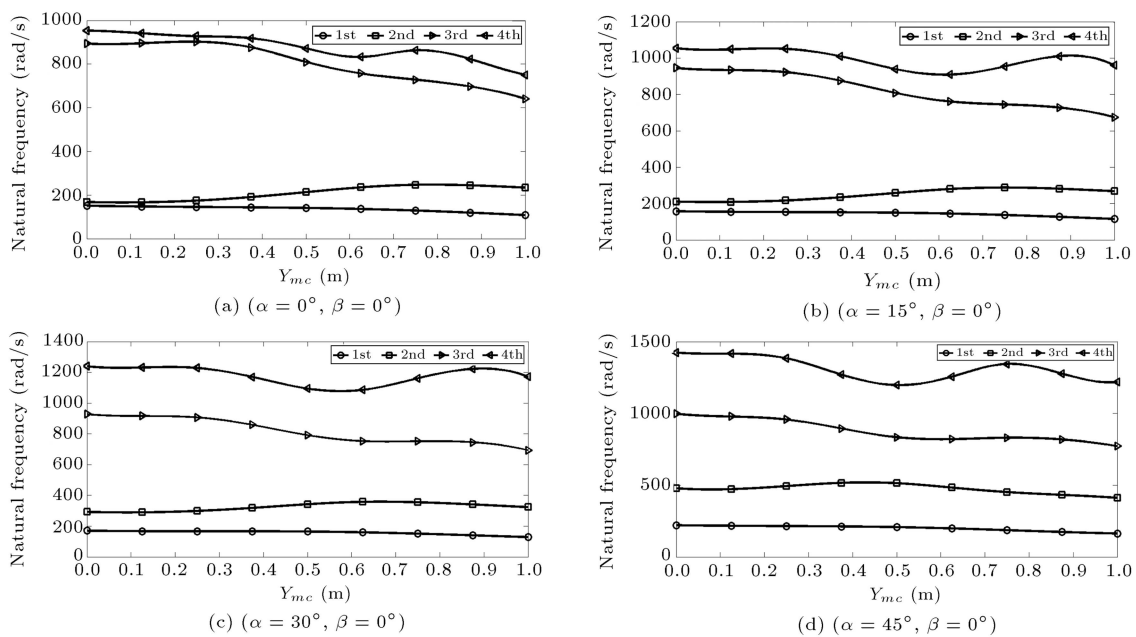 1000
800
600
400
200
0
Natural frequency (rad/s)
1st 2nd 3rd 4th
0.0 0.1 0.2 0.3 0.4 0.5 0.6 0.7 0.8 0.9 1.0
Ymc (m)
(a) (α = 0°, β = 0°)
1200
1000
800
600
400
200
0
Natural frequency (rad/s)
1st 2nd 3rd 4th
0.0 0.1 0.2 0.3 0.4 0.5 0.6 0.7 0.8 0.9 1.0
Ymc (m)
(b) (α = 15°, β = 0°)
1400
1200
1000
800
600
400
200
0
Natural frequency (rad/s)
1st 2nd 3rd 4th
0.0 0.1 0.2 0.3 0.4 0.5 0.6 0.7 0.8 0.9 1.0
Ymc (m)
(c) (α = 30°, β = 0°)
1500
1000
500
0
Natural frequency (rad/s)
1st 2nd 3rd 4th
0.0 0.1 0.2 0.3 0.4 0.5 0.6 0.7 0.8 0.9 1.0
Ymc (m)
(d) (α = 45°, β = 0°)